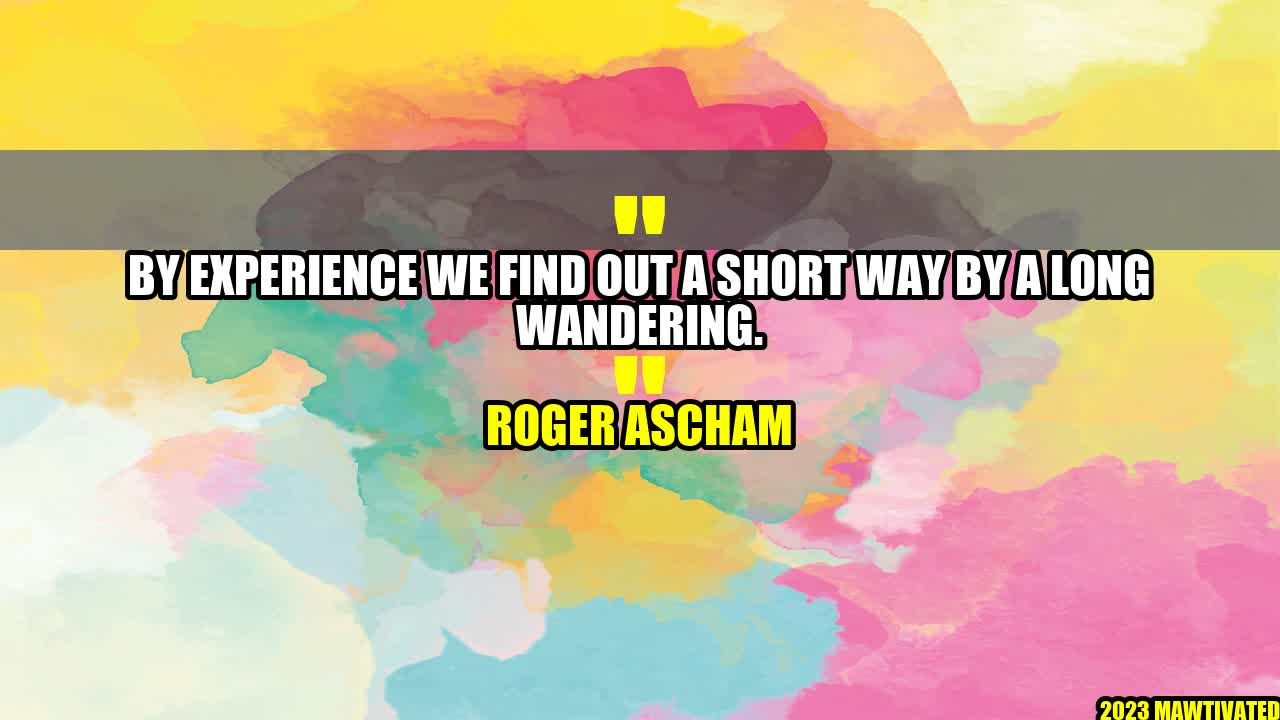 "
BY EXPERIENCE WE FIND OUT A SHORT WAY BY A LONG
WANDERING.
"
ROGER ASCHAM
2023 MAWTIVATED